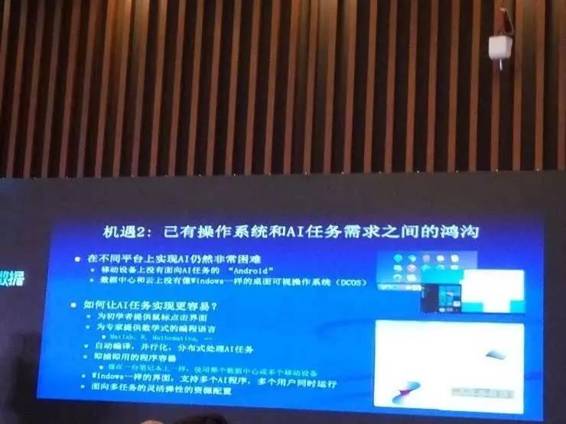 数据
机遇2：已有操作系统和AI任务需求之间的鸿沟
● 在不同平台上实现AI仍然非常困难
• 移动设备上没有面向AI任务的 “Android”
• 数据中心和云上没有像Windows一样的桌面可视操作系统（DCOS）
● 如何让AI任务实现更容易？
• 为初学者提供鼠标点击界面
• 为专家提供数学式的编程语言
• Matlab, R, Mathematica, …
• 自动编译，并行化，分布式处理AI任务
• 即插即用的程序容器
• 像在一台笔记本上一样，使用整个数据中心或多个移动设备
• Windows一样的界面，支持多个AI程序，多个用户同时运行
• 面向多任务的灵活弹性的资源配置